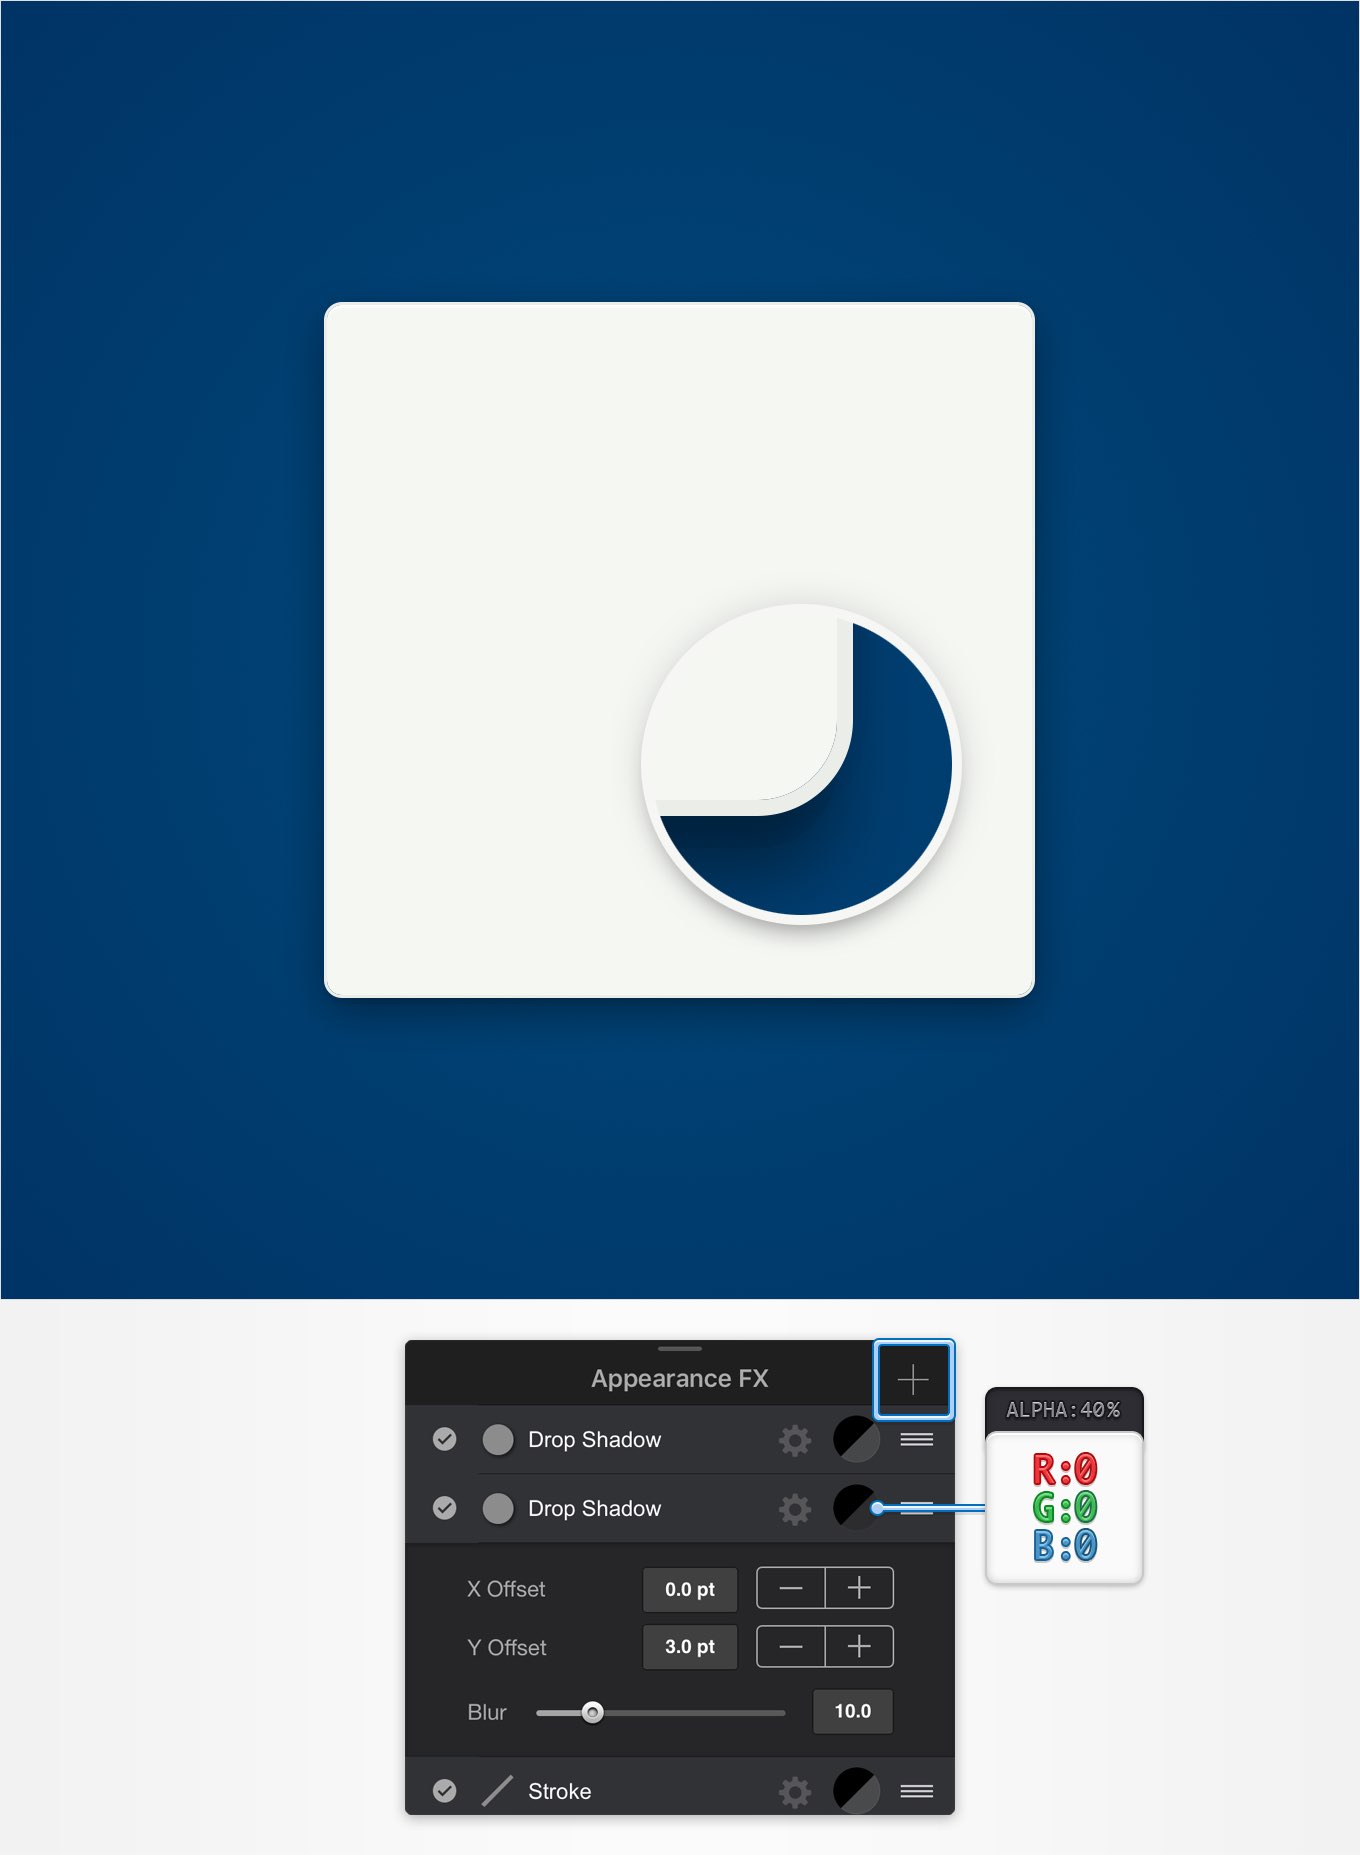 Appearance FX
Drop Shadow
ALPHA:40%
Drop Shadow
R:0
G:0
B:0
X Offset 0.0 pt
Y Offset 3.0 pt
Blur 10.0
Stroke